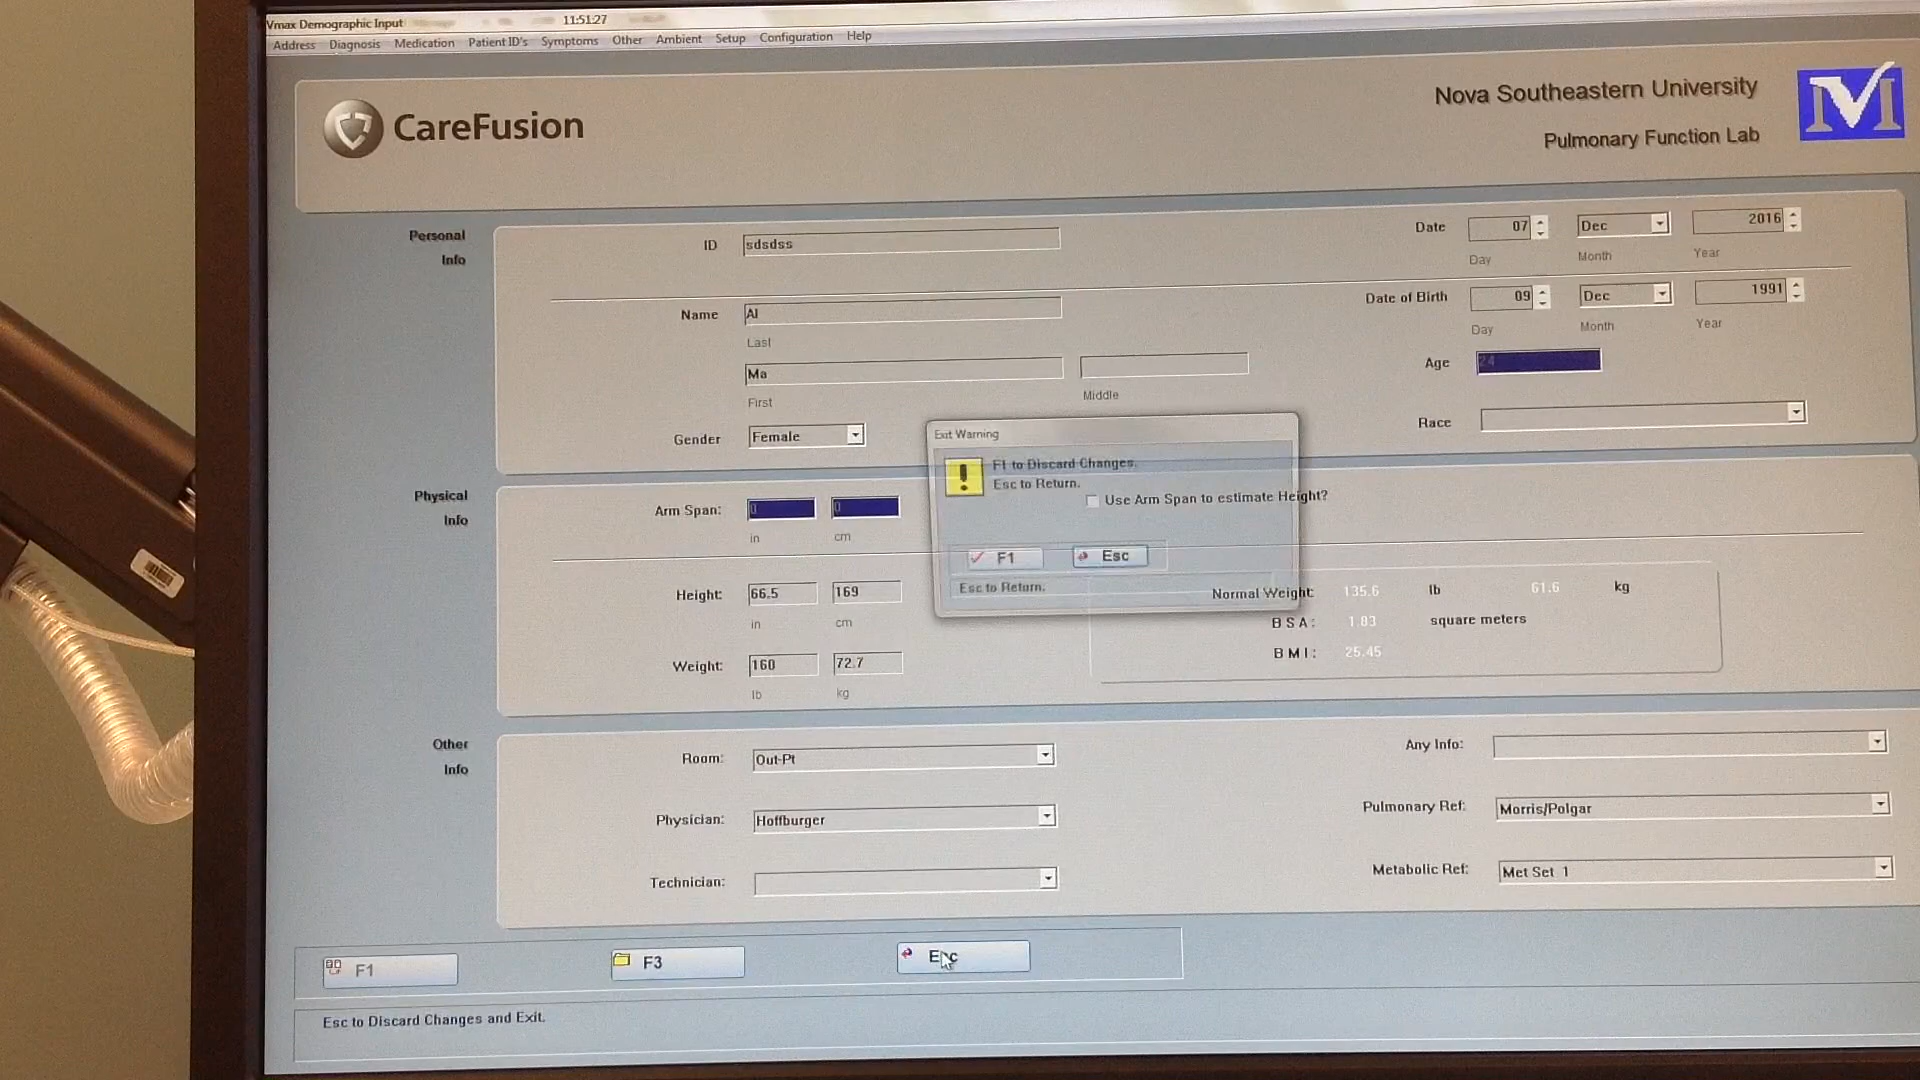 Vmax Demographic Input 11:51:27
Address Diagnosis Medication Patient ID's Symptoms Other Ambient Setup Configuration Help
CareFusion
Nova Southeastern University
Pulmonary Function Lab
Personal
Info
ID sdsdss
Date 07 Dec 2016
Day Month Year
Name Al
Last
Date of Birth 09 Dec 1991
Day Month Year
Ma
First
Middle
Age 24
Gender Female
Race
Exit Warning
F1 to Discard Changes.
Esc to Return.
F1 Esc
Esc to Return.
Physical
Info
Arm Span: 0 0
in cm
Use Arm Span to estimate Height?
Height: 66.5 169
in cm
Normal Weight: 135.6 lb 61.6 kg
BSA: 1.83 square meters
BMI: 25.45
Weight: 160 72.7
lb kg
Other
Info
Room: Out-Pt
Any Info:
Physician: Hoffburger
Pulmonary Ref: Morris/Polgar
Technician:
Metabolic Ref: Met Set 1
F1 F3 Esc
Esc to Discard Changes and Exit.